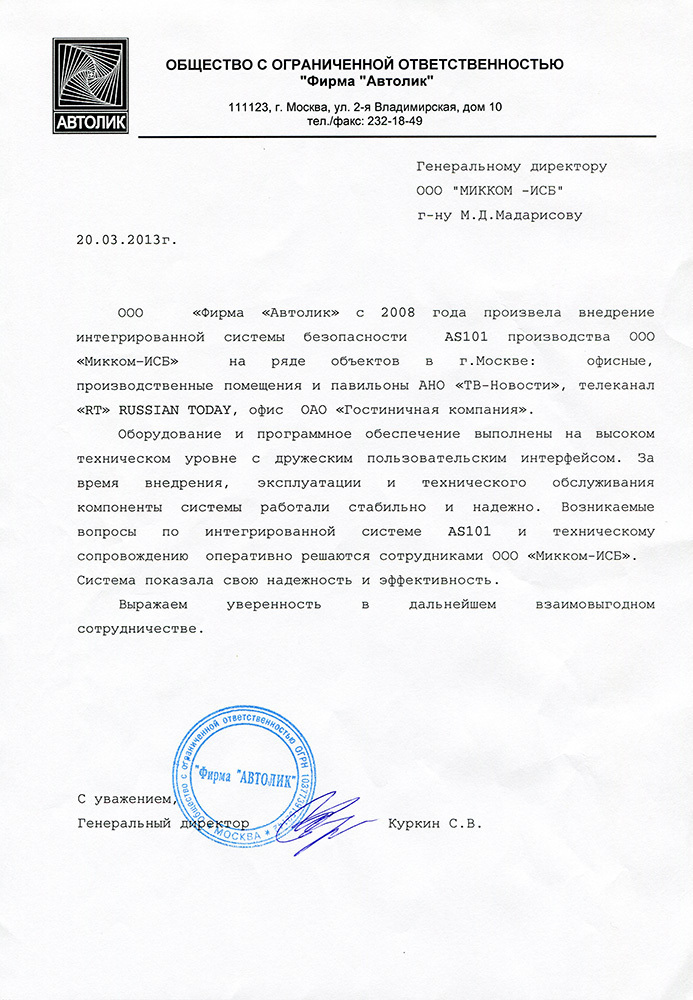 АВТОЛИК
ОБЩЕСТВО С ОГРАНИЧЕННОЙ ОТВЕТСТВЕННОСТЬЮ
"Фирма "Автолик"
111123, г. Москва, ул. 2-я Владимирская, дом 10
тел./факс: 232-18-49
Генеральному директору
ООО "МИККОМ -ИСБ"
г-ну М.Д.Мадарисову
20.03.2013г.
ООО «Фирма «Автолик» с 2008 года произвела внедрение
интегрированной системы безопасности AS101 производства ООО
«Микком-ИСБ» на ряде объектов в г.Москве: офисные,
производственные помещения и павильоны АНО «ТВ-Новости», телеканал
«RT» RUSSIAN TODAY, офис ОАО «Гостиничная компания».
Оборудование и программное обеспечение выполнены на высоком
техническом уровне с дружеским пользовательским интерфейсом. За
время внедрения, эксплуатации и технического обслуживания
компоненты системы работали стабильно и надежно. Возникаемые
вопросы по интегрированной системе AS101 и техническому
сопровождению оперативно решаются сотрудниками ООО «Микком-ИСБ».
Система показала свою надежность и эффективность.
Выражаем уверенность в дальнейшем взаимовыгодном
сотрудничестве.
Общество с ограниченной ответственностью ОГРН
"Фирма "АВТОЛИК"
* МОСКВА *
С уважением,
Генеральный директор Куркин С.В.